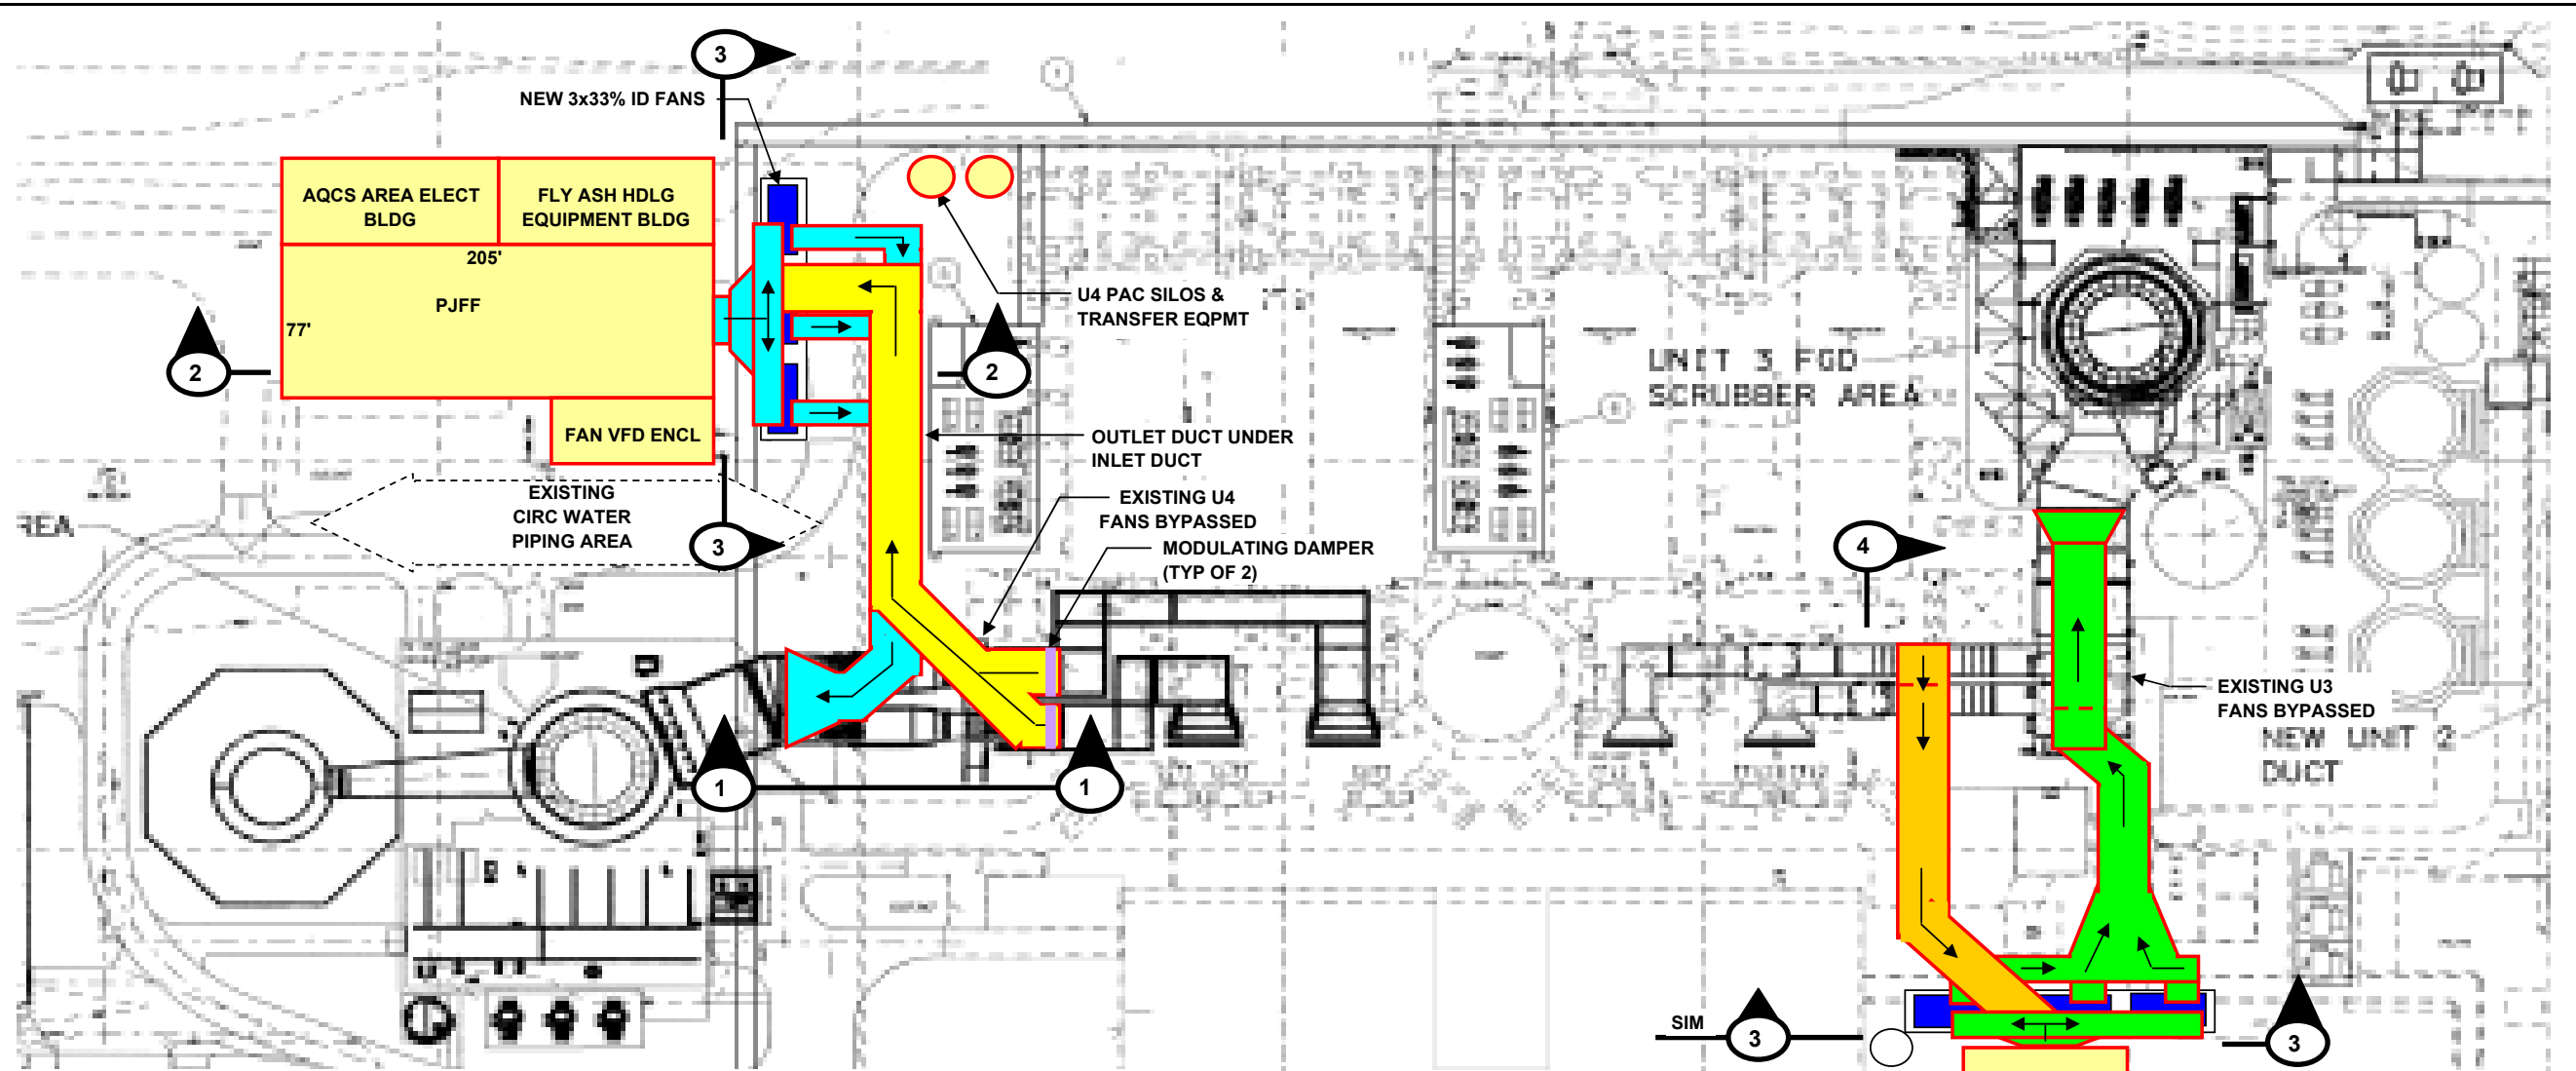 3
NEW 3x33% ID FANS
AQCS AREA ELECT
BLDG
FLY ASH HDLG
EQUIPMENT BLDG
205'
PJFF
77'
2
FAN VFD ENCL
U4 PAC SILOS &
TRANSFER EQPMT
2
OUTLET DUCT UNDER
INLET DUCT
EXISTING U4
FANS BYPASSED
MODULATING DAMPER
(TYP OF 2)
EXISTING
CIRC WATER
PIPING AREA
3
UNIT 3 FGD
SCRUBBER AREA
4
EXISTING U3
FANS BYPASSED
NEW UNIT 2
DUCT
1
1
SIM
3
3